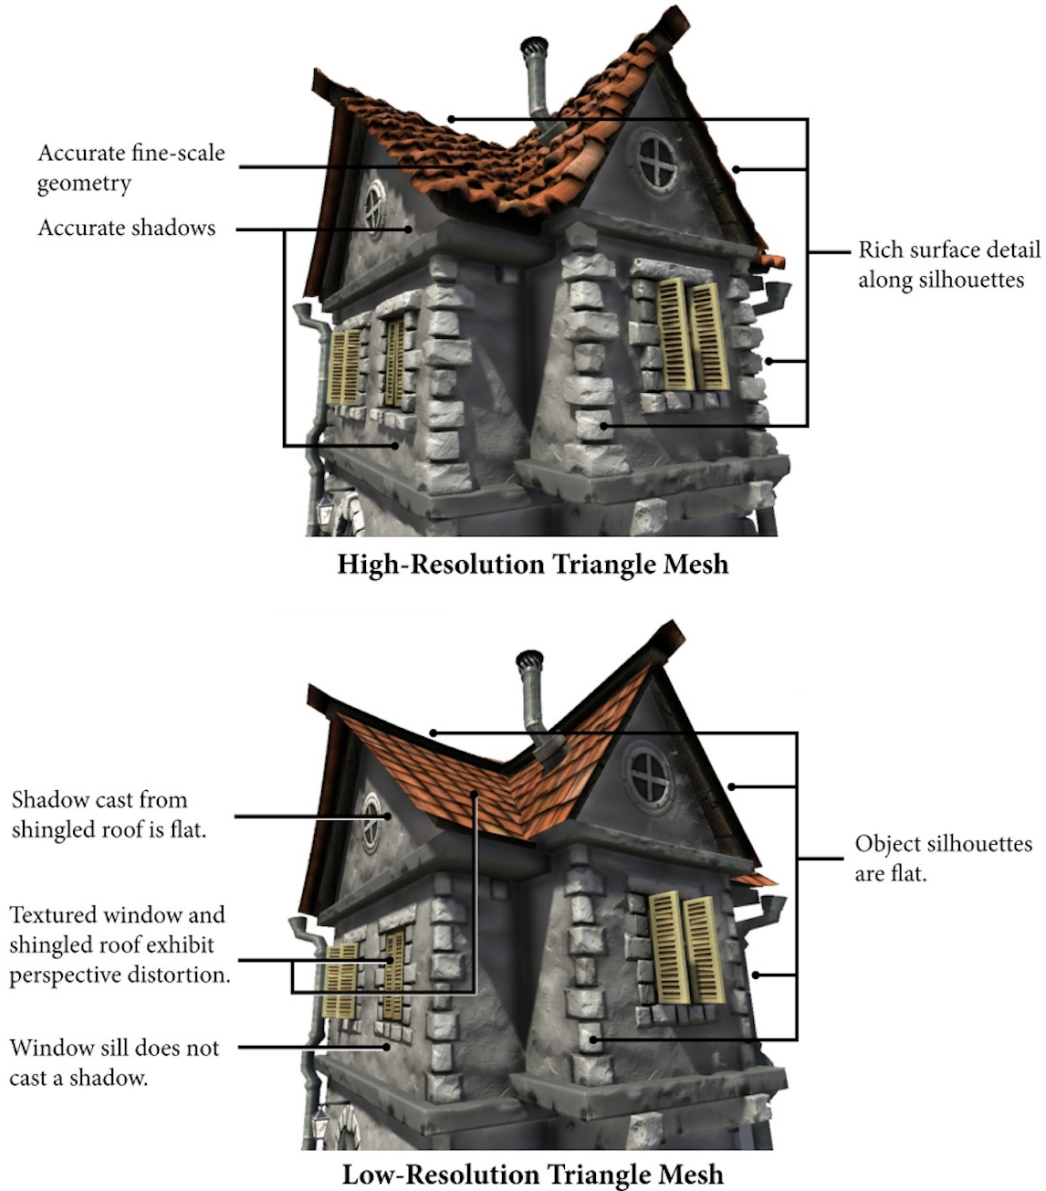 Accurate fine-scale
geometry
Accurate shadows
Rich surface detail
along silhouettes
High-Resolution Triangle Mesh
Shadow cast from
shingled roof is flat.
Textured window and
shingled roof exhibit
perspective distortion.
Window sill does not
cast a shadow.
Object silhouettes
are flat.
Low-Resolution Triangle Mesh